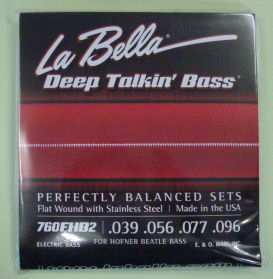 La Bella
Deep Talkin' Bass
PERFECTLY BALANCED SETS
Flat Wound with Stainless Steel | Made in the USA
760FHB2 .039 .056 .077 .096
ELECTRIC BASS FOR HOFNER BEATLE BASS E. & O. MARI, INC